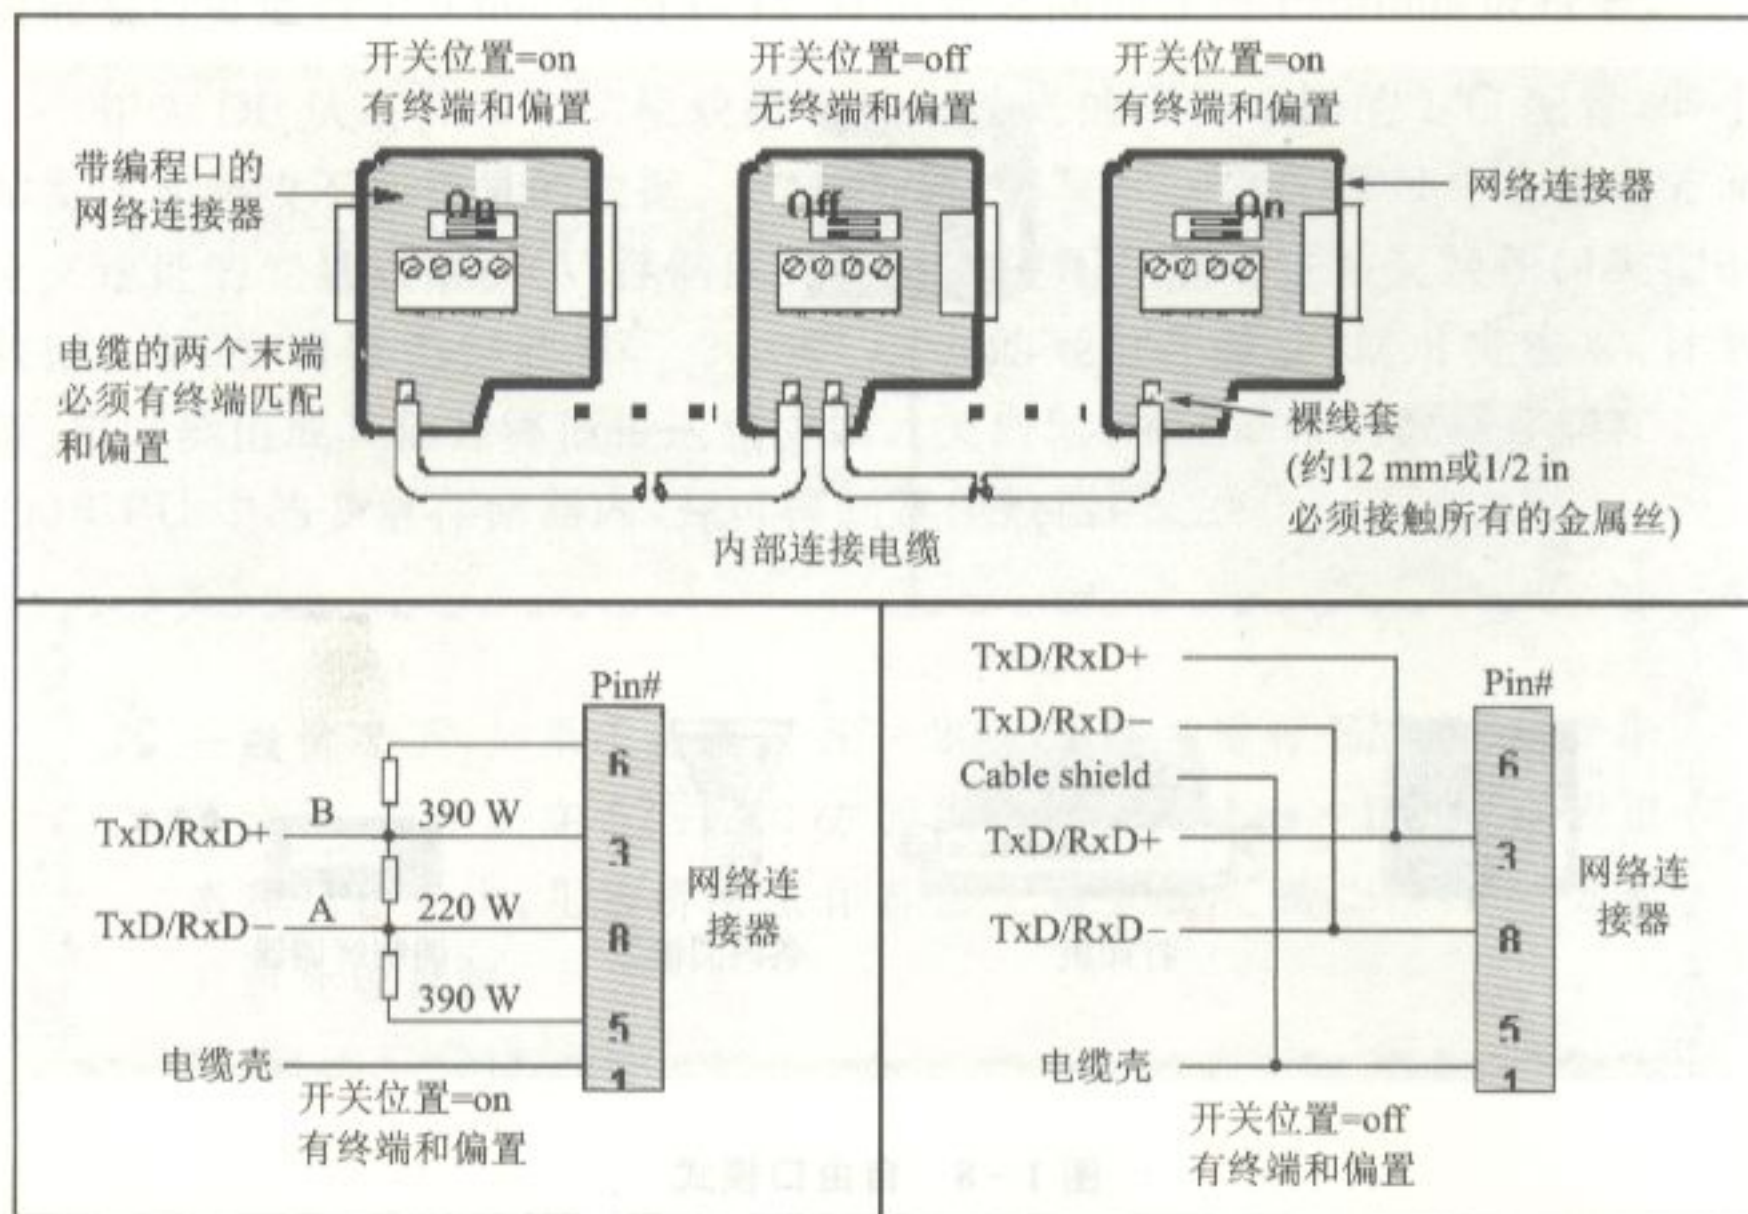 开关位置=on
有终端和偏置
开关位置=off
无终端和偏置
开关位置=on
有终端和偏置
带编程口的
网络连接器
On
Off
On
网络连接器
电缆的两个末端
必须有终端匹配
和偏置
裸线套
(约12 mm或1/2 in
必须接触所有的金属丝)
内部连接电缆
Pin#
6
B
390 W
TxD/RxD+
3
A
220 W
TxD/RxD−
8
390 W
5
电缆壳
1
网络连
接器
开关位置=on
有终端和偏置
TxD/RxD+
Pin#
TxD/RxD−
6
Cable shield
TxD/RxD+
3
TxD/RxD−
8
5
电缆壳
1
网络连
接器
开关位置=off
有终端和偏置